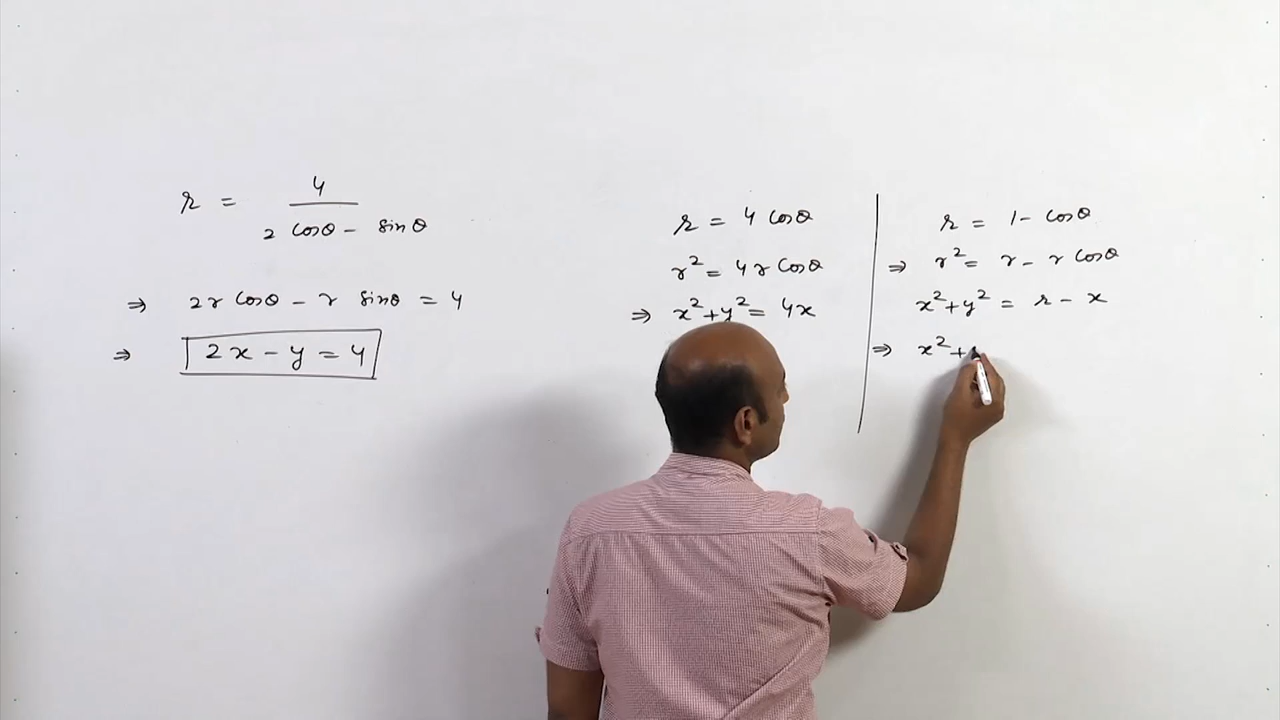 r = 4 / (2 cosθ - sinθ)
⇒ 2r cosθ - r sinθ = 4
⇒ 2x - y = 4
r = 4 cosθ
r² = 4r cosθ
⇒ x² + y² = 4x
r = 1 - cosθ
⇒ r² = r - r cosθ
x² + y² = r - x
⇒ x² +